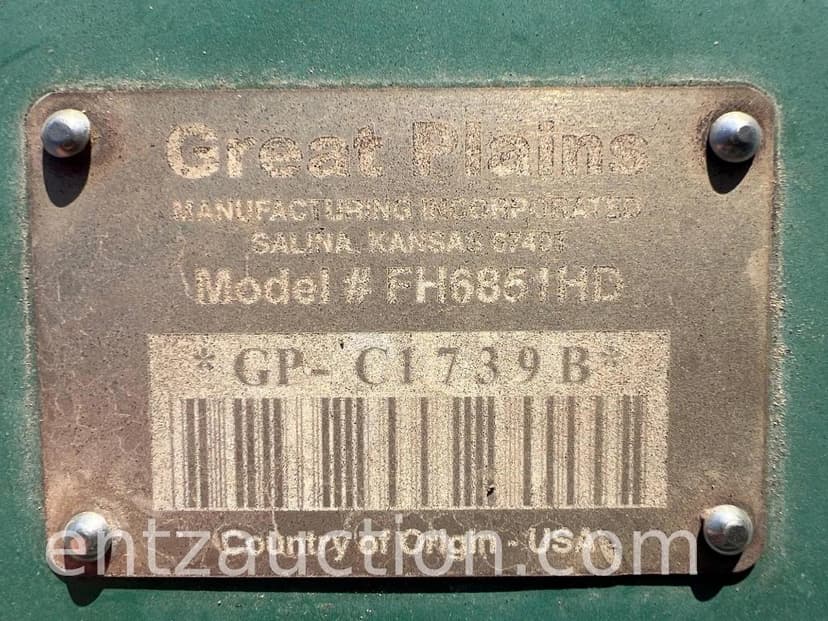 Great Plains
MANUFACTURING INCORPORATED
SALINA, KANSAS 67401
Model # FH6851HD
*GP- C1739B*
Country of Origin - USA
entzauction.com